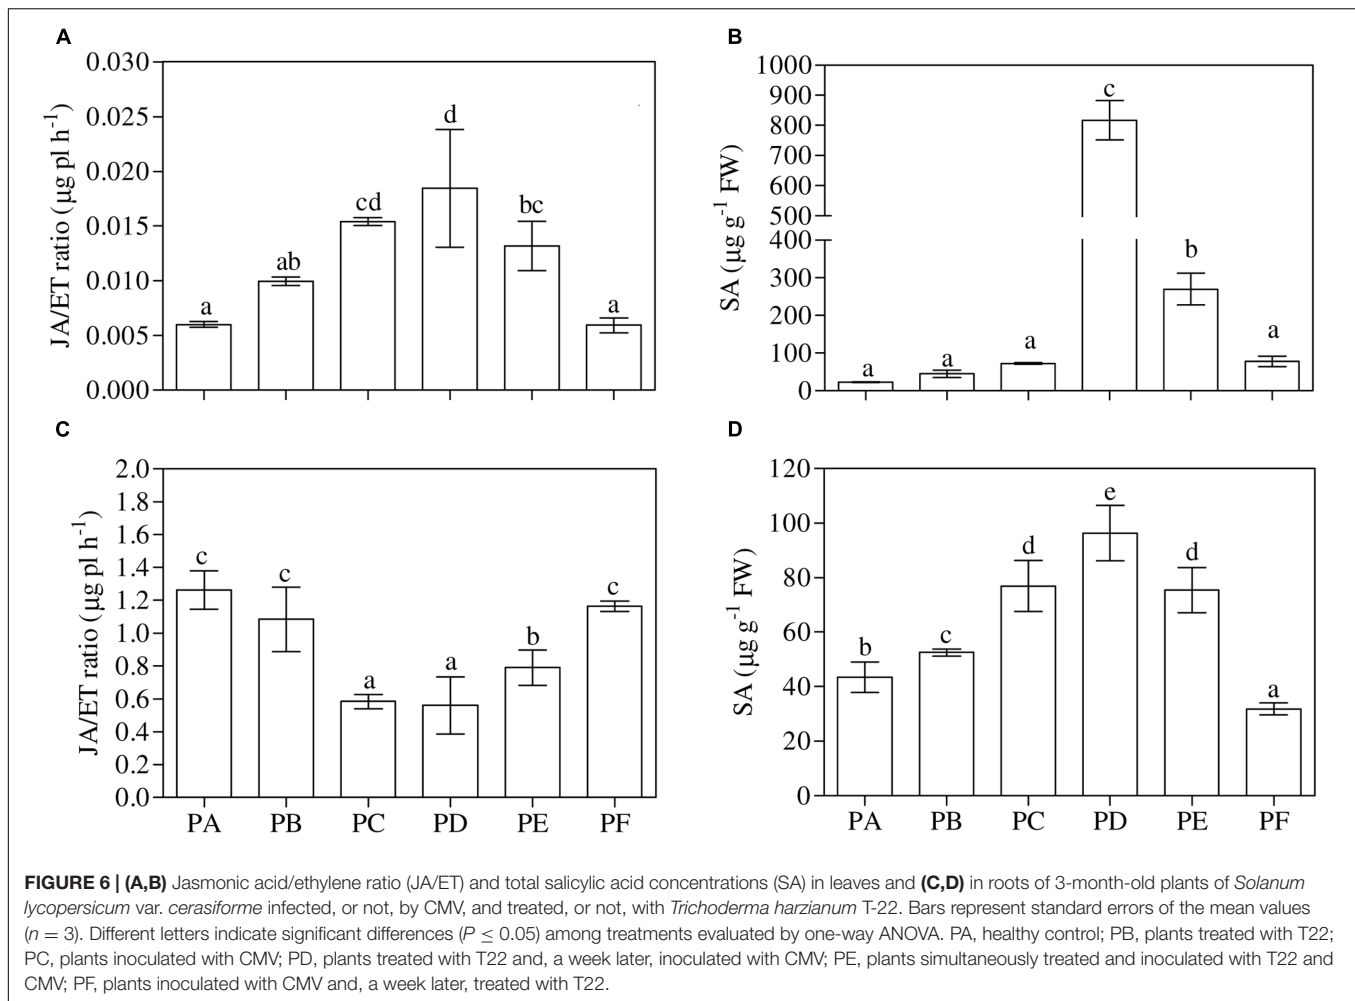 A
0.030
0.025
0.020
0.015
0.010
0.005
0.000
JA/ET ratio (µg pl h⁻¹)
a
ab
cd
d
bc
a
B
1000
900
800
700
600
500
400
300
200
100
0
SA (µg g⁻¹ FW)
a
a
a
c
b
a
C
2.0
1.8
1.6
1.4
1.2
1.0
0.8
0.6
0.4
0.2
0.0
JA/ET ratio (µg pl h⁻¹)
c
c
a
a
b
c
PA PB PC PD PE PF
D
120
100
80
60
40
20
0
SA (µg g⁻¹ FW)
b
c
d
e
d
a
PA PB PC PD PE PF
FIGURE 6 | (A,B) Jasmonic acid/ethylene ratio (JA/ET) and total salicylic acid concentrations (SA) in leaves and (C,D) in roots of 3-month-old plants of Solanum
lycopersicum var. cerasiforme infected, or not, by CMV, and treated, or not, with Trichoderma harzianum T-22. Bars represent standard errors of the mean values
(n = 3). Different letters indicate significant differences (P ≤ 0.05) among treatments evaluated by one-way ANOVA. PA, healthy control; PB, plants treated with T22;
PC, plants inoculated with CMV; PD, plants treated with T22 and, a week later, inoculated with CMV; PE, plants simultaneously treated and inoculated with T22 and
CMV; PF, plants inoculated with CMV and, a week later, treated with T22.